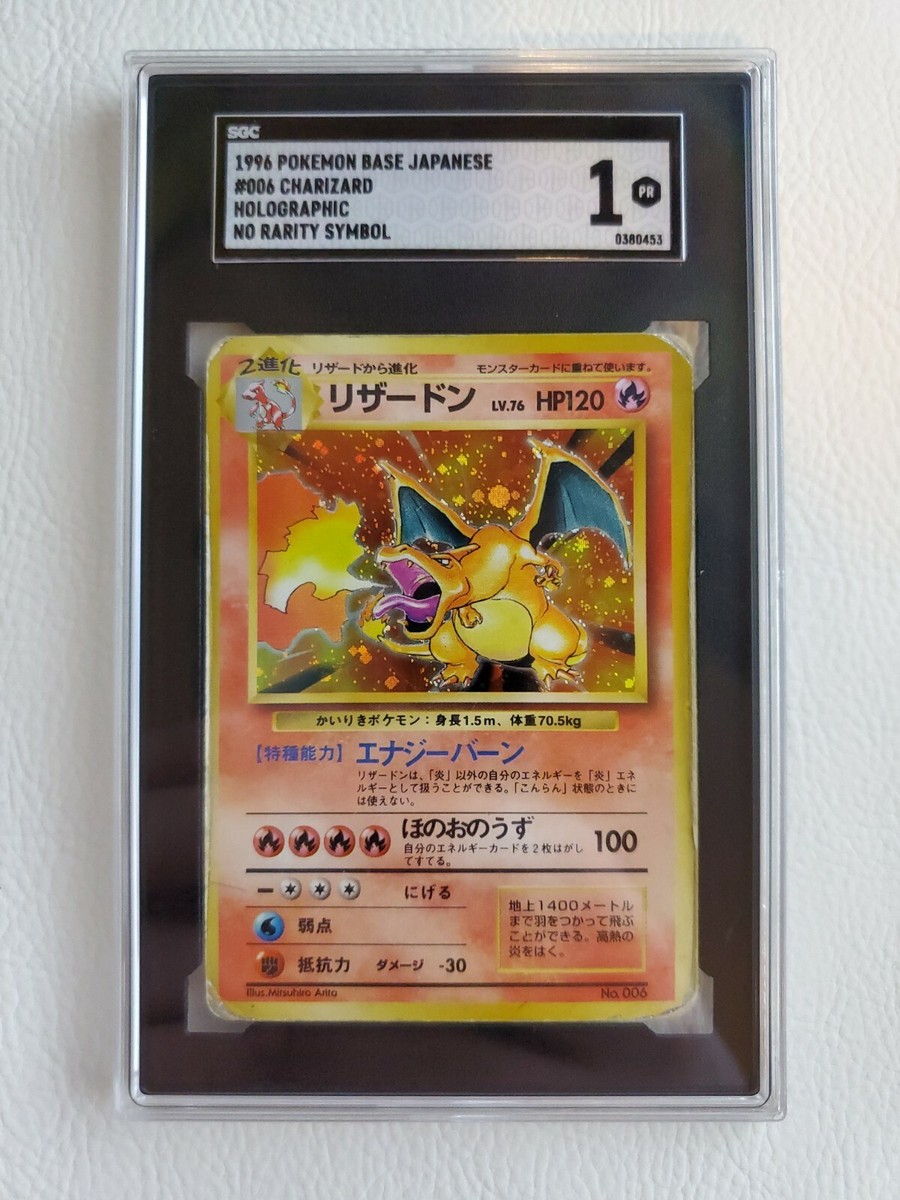 SGC
1996 POKEMON BASE JAPANESE
#006 CHARIZARD
HOLOGRAPHIC
NO RARITY SYMBOL
1
PR
0380453
2進化 リザードから進化 モンスターカードに重ねて使います。
リザードン LV.76 HP120
かいりきポケモン：身長1.5m、体重70.5kg
【特種能力】エナジーバーン
リザードンは、「炎」以外の自分のエネルギーを「炎」エネ
ルギーとして扱うことができる。「こんらん」状態のときに
は使えない。
ほのおのうず 100
自分のエネルギーカードを2枚はがし
てすてる。
ー にげる
弱点
抵抗力 ダメージ -30
地上1400メートル
まで羽をつかって飛ぶ
ことができる。高熱の
炎をはく。
Illus.Mitsuhiro Arita No.006